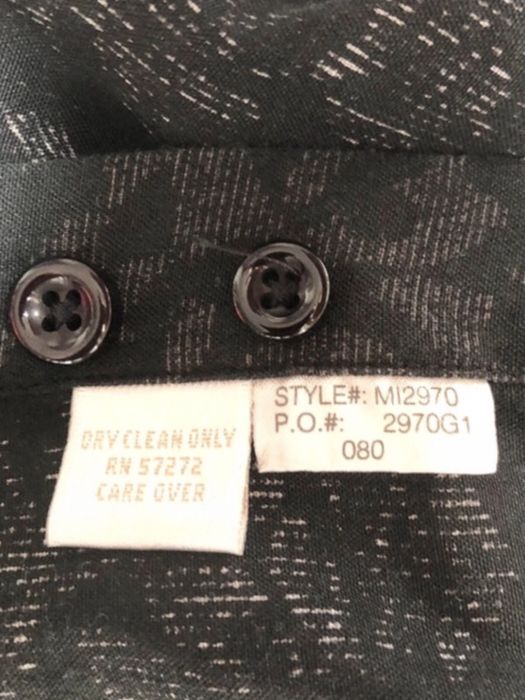 DRY CLEAN ONLY
RN 57272
CARE OVER
STYLE#: MI2970
P.O.#: 2970G1
080